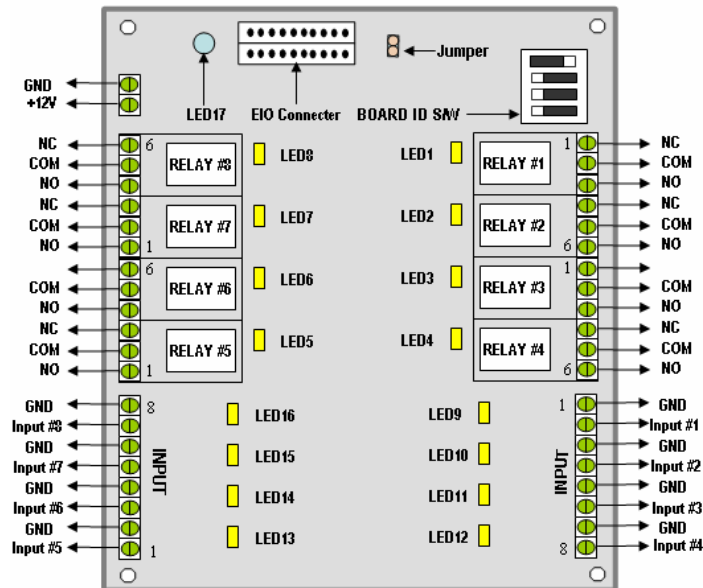 Jumper
GND
+12V
LED17
EIO Connecter
BOARD ID S/W
NC
COM
NO
NC
COM
NO
COM
NO
NC
COM
NO
6
1
6
1
RELAY #8
RELAY #7
RELAY #6
RELAY #5
LED8
LED7
LED6
LED5
LED1
LED2
LED3
LED4
RELAY #1
RELAY #2
RELAY #3
RELAY #4
1
6
1
6
NC
COM
NO
NC
COM
NO
COM
NO
NC
COM
NO
GND
Input #8
GND
Input #7
GND
Input #6
GND
Input #5
8
INPUT
1
LED16
LED15
LED14
LED13
LED9
LED10
LED11
LED12
1
INPUT
8
GND
Input #1
GND
Input #2
GND
Input #3
GND
Input #4